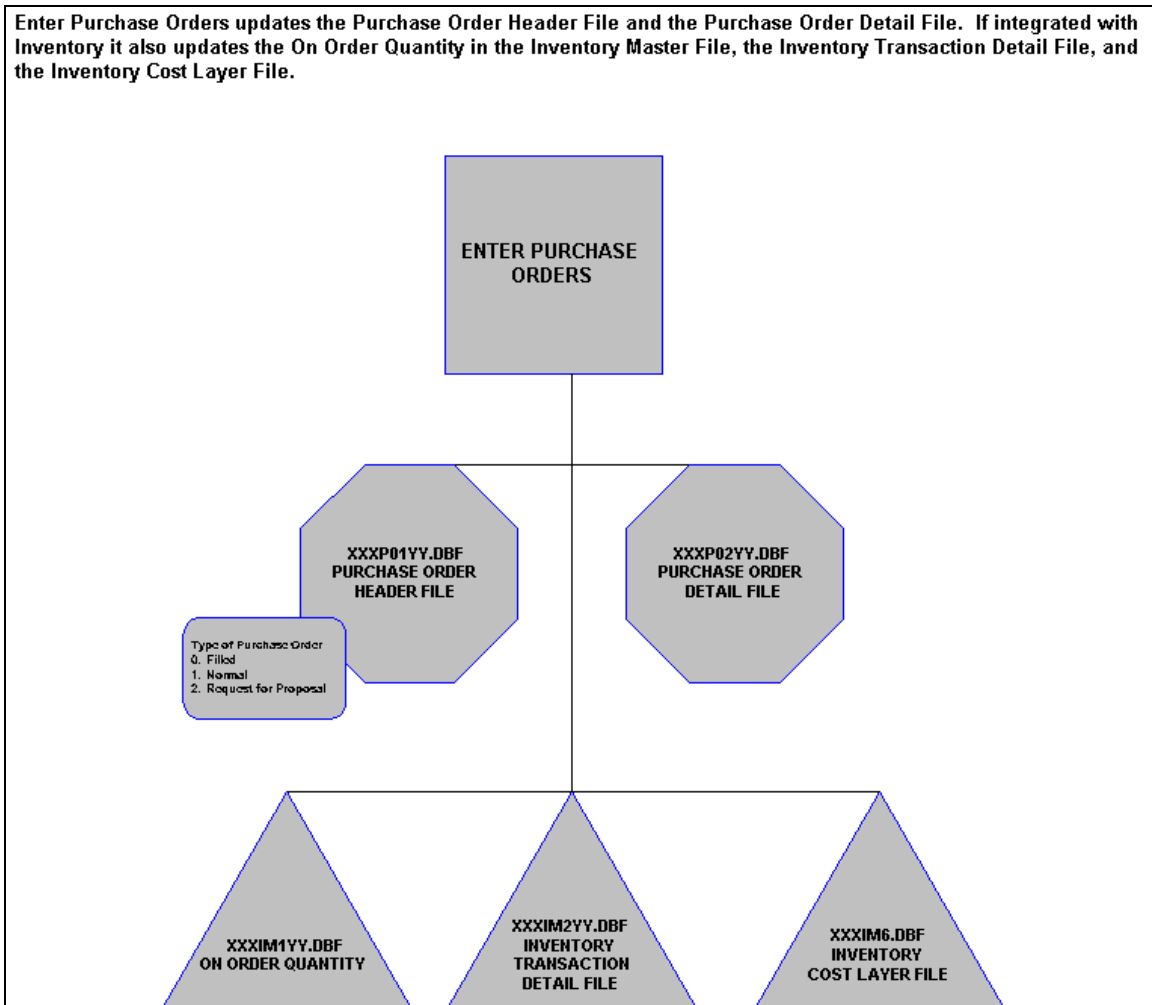 Enter Purchase Orders updates the Purchase Order Header File and the Purchase Order Detail File.  If integrated with
Inventory it also updates the On Order Quantity in the Inventory Master File, the Inventory Transaction Detail File, and
the Inventory Cost Layer File.
ENTER PURCHASE
ORDERS
XXXP01YY.DBF
PURCHASE ORDER
HEADER FILE
XXXP02YY.DBF
PURCHASE ORDER
DETAIL FILE
Type of Purchase Order
0. Filled
1. Normal
2. Request for Proposal
XXXIM1YY.DBF
ON ORDER QUANTITY
XXXIM2YY.DBF
INVENTORY
TRANSACTION
DETAIL FILE
XXXIM6.DBF
INVENTORY
COST LAYER FILE